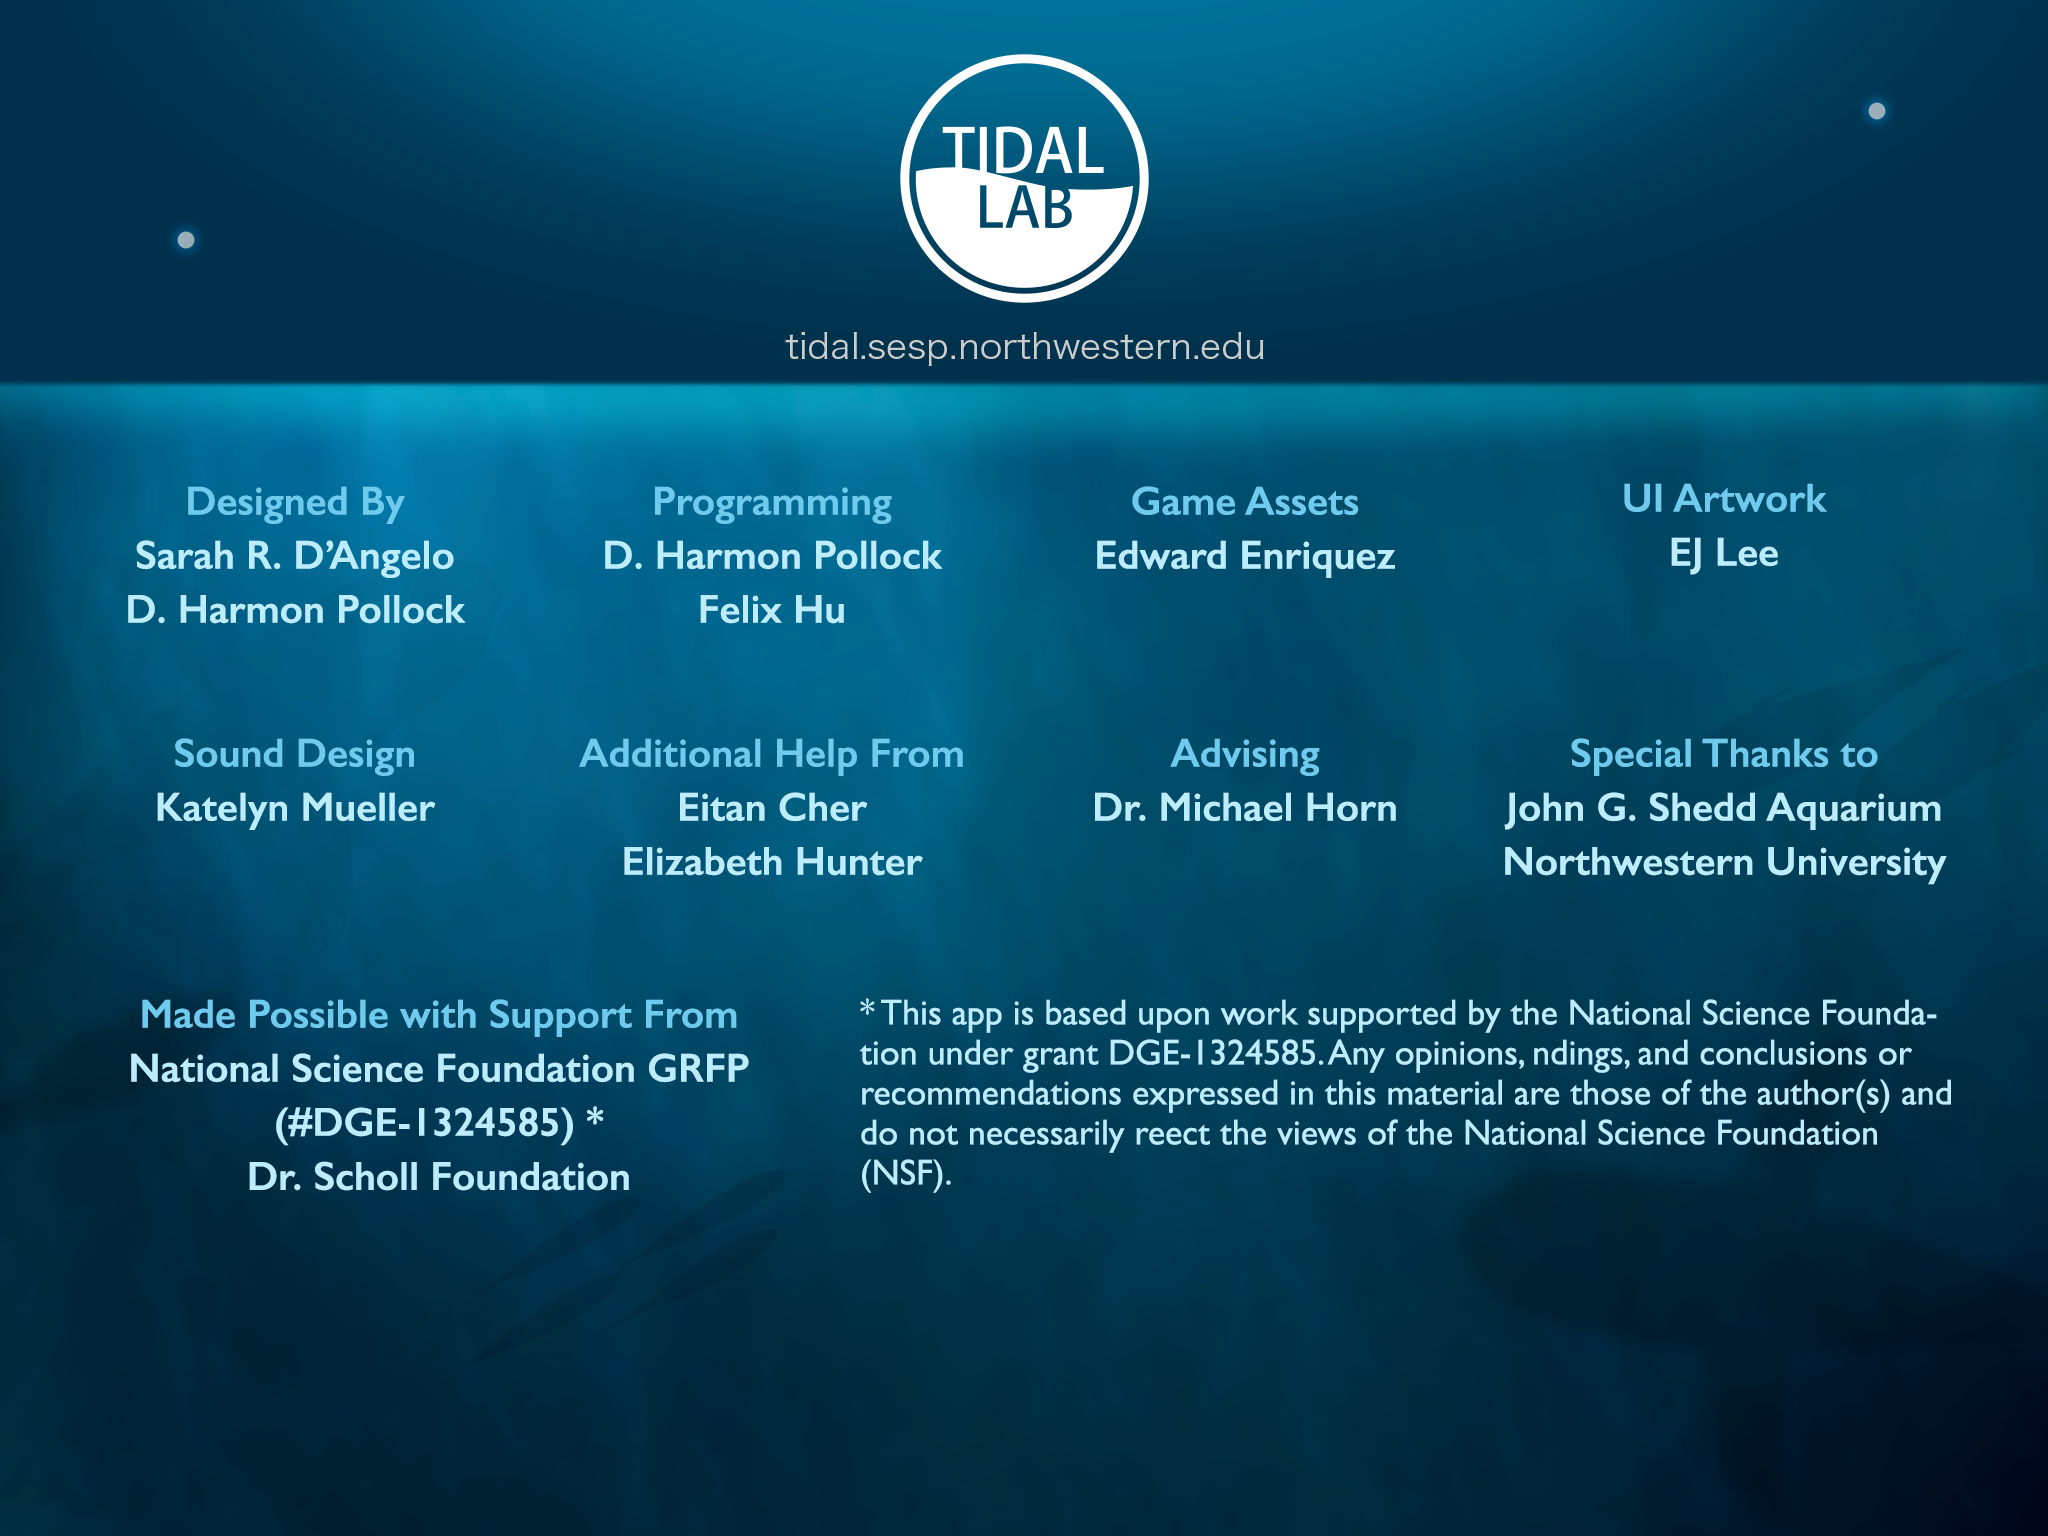 TIDAL
LAB
tidal.sesp.northwestern.edu
Designed By
Sarah R. D’Angelo
D. Harmon Pollock
Programming
D. Harmon Pollock
Felix Hu
Game Assets
Edward Enriquez
UI Artwork
EJ Lee
Sound Design
Katelyn Mueller
Additional Help From
Eitan Cher
Elizabeth Hunter
Advising
Dr. Michael Horn
Special Thanks to
John G. Shedd Aquarium
Northwestern University
Made Possible with Support From
National Science Foundation GRFP
(#DGE-1324585) *
Dr. Scholl Foundation
* This app is based upon work supported by the National Science Founda-
tion under grant DGE-1324585. Any opinions, ndings, and conclusions or
recommendations expressed in this material are those of the author(s) and
do not necessarily reect the views of the National Science Foundation
(NSF).